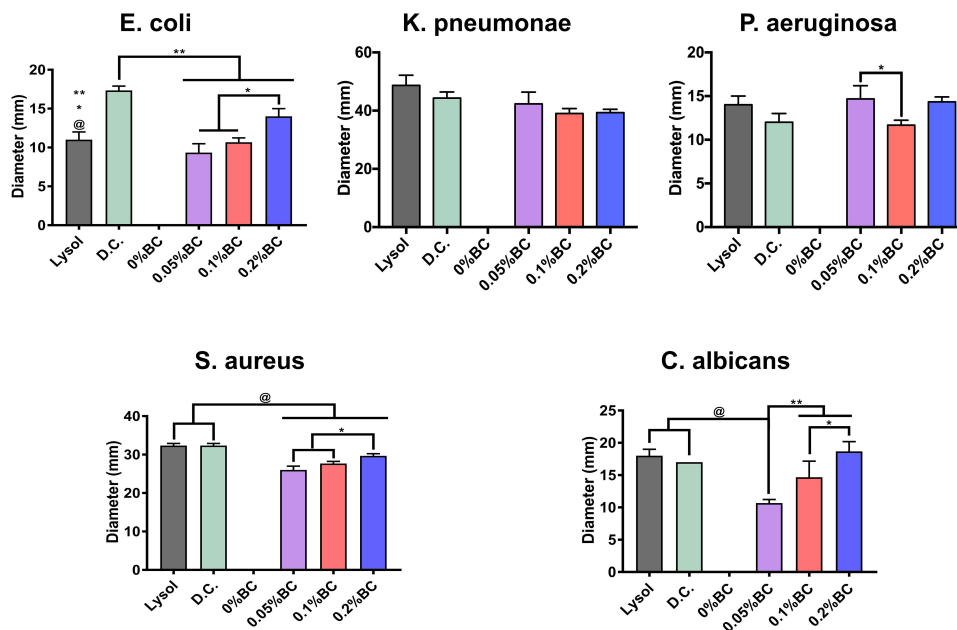 E. coli
K. pneumonae
P. aeruginosa
Diameter (mm)
20
15
10
5
0
**
*
@
**
*
Lysol
D.C.
0%BC
0.05%BC
0.1%BC
0.2%BC
Diameter (mm)
60
40
20
0
Lysol
D.C.
0%BC
0.05%BC
0.1%BC
0.2%BC
Diameter (mm)
20
15
10
5
0
*
Lysol
D.C.
0%BC
0.05%BC
0.1%BC
0.2%BC
S. aureus
C. albicans
Diameter (mm)
40
30
20
10
0
@
*
Lysol
D.C.
0%BC
0.05%BC
0.1%BC
0.2%BC
Diameter (mm)
25
20
15
10
5
0
@
**
*
Lysol
D.C.
0%BC
0.05%BC
0.1%BC
0.2%BC